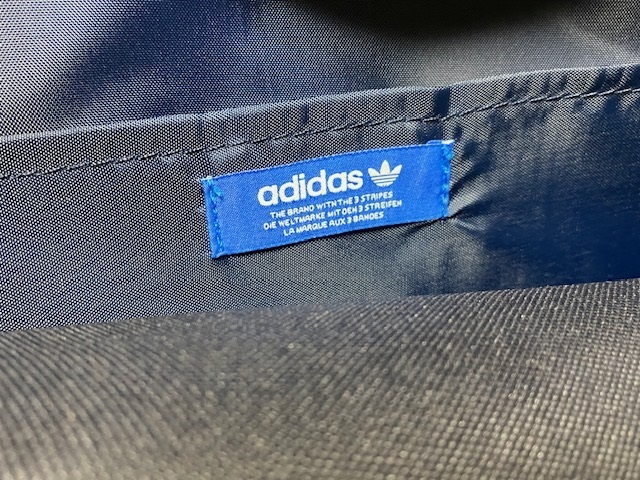 adidas
THE BRAND WITH THE 3 STRIPES
DIE WELTMARKE MIT DEN 3 STREIFEN
LA MARQUE AUX 3 BANDES